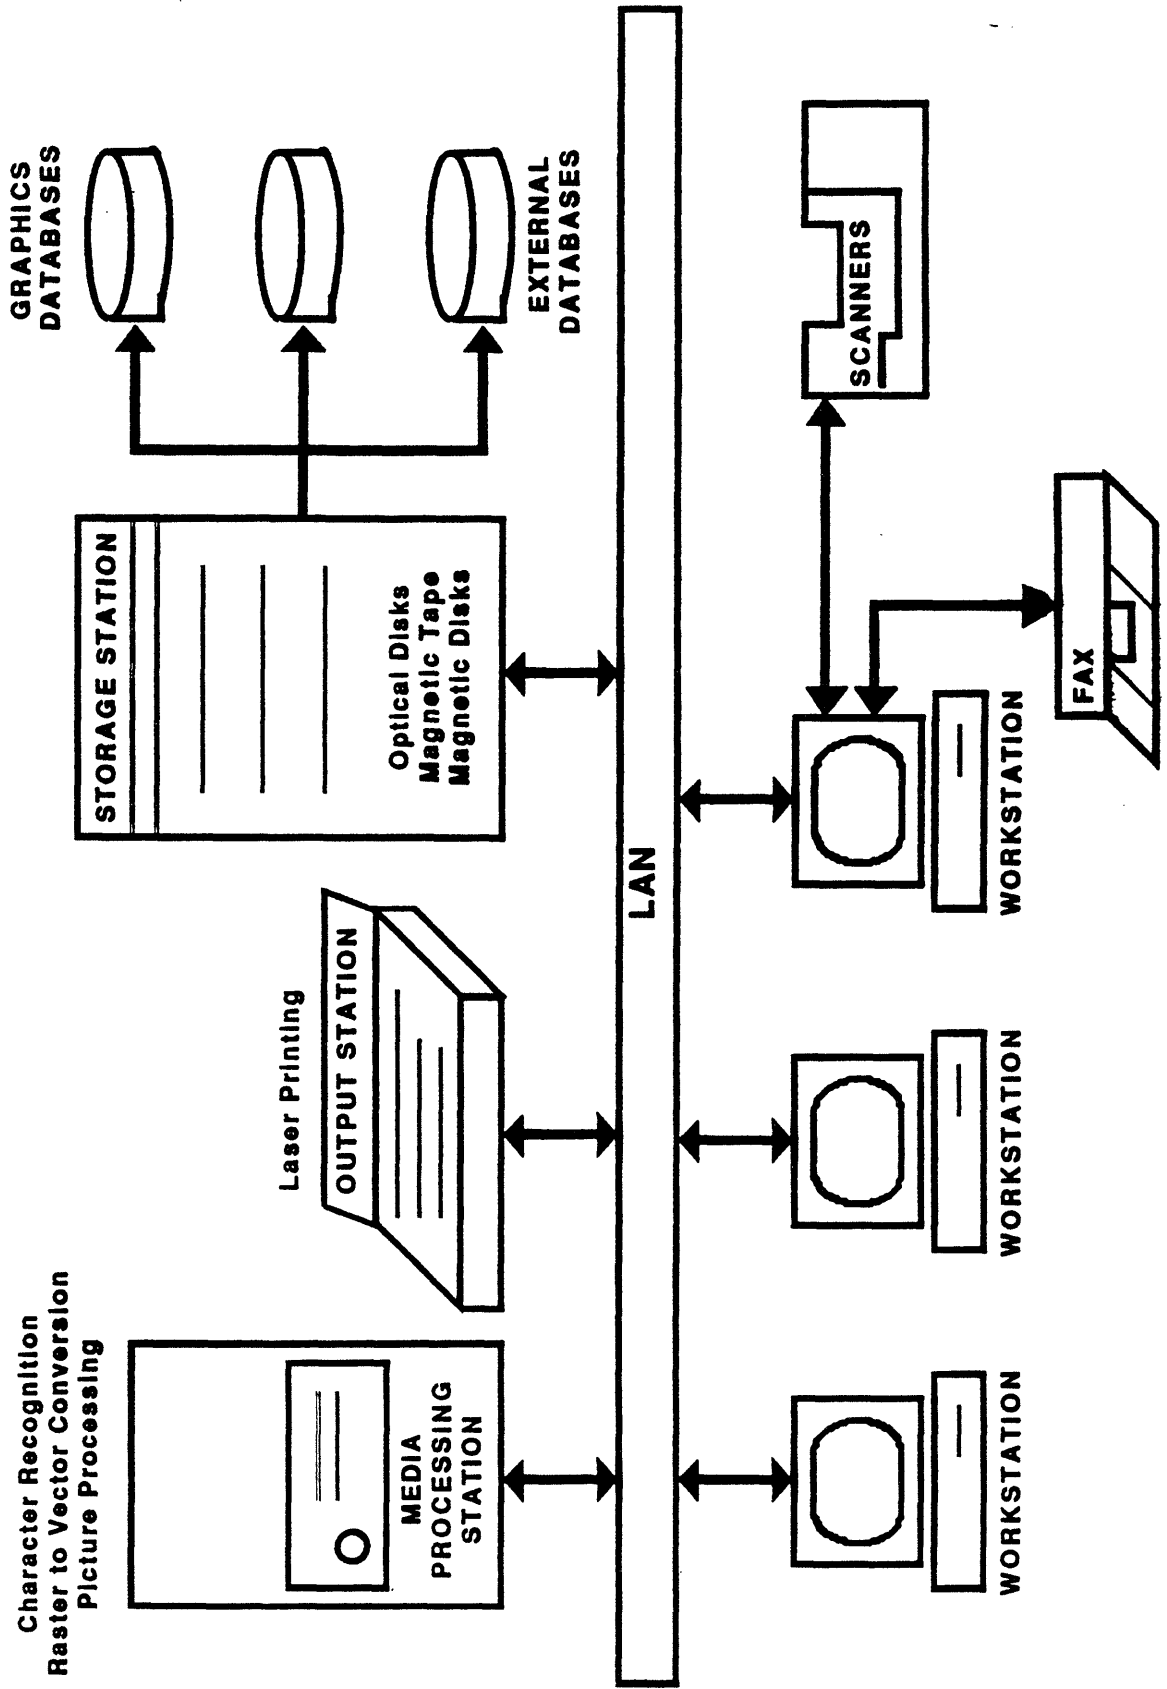 Character Recognition
Raster to Vector Conversion
Picture Processing
MEDIA
PROCESSING
STATION
Laser Printing
OUTPUT STATION
STORAGE STATION
Optical Disks
Magnetic Tape
Magnetic Disks
GRAPHICS
DATABASES
EXTERNAL
DATABASES
LAN
WORKSTATION
WORKSTATION
WORKSTATION
FAX
SCANNERS